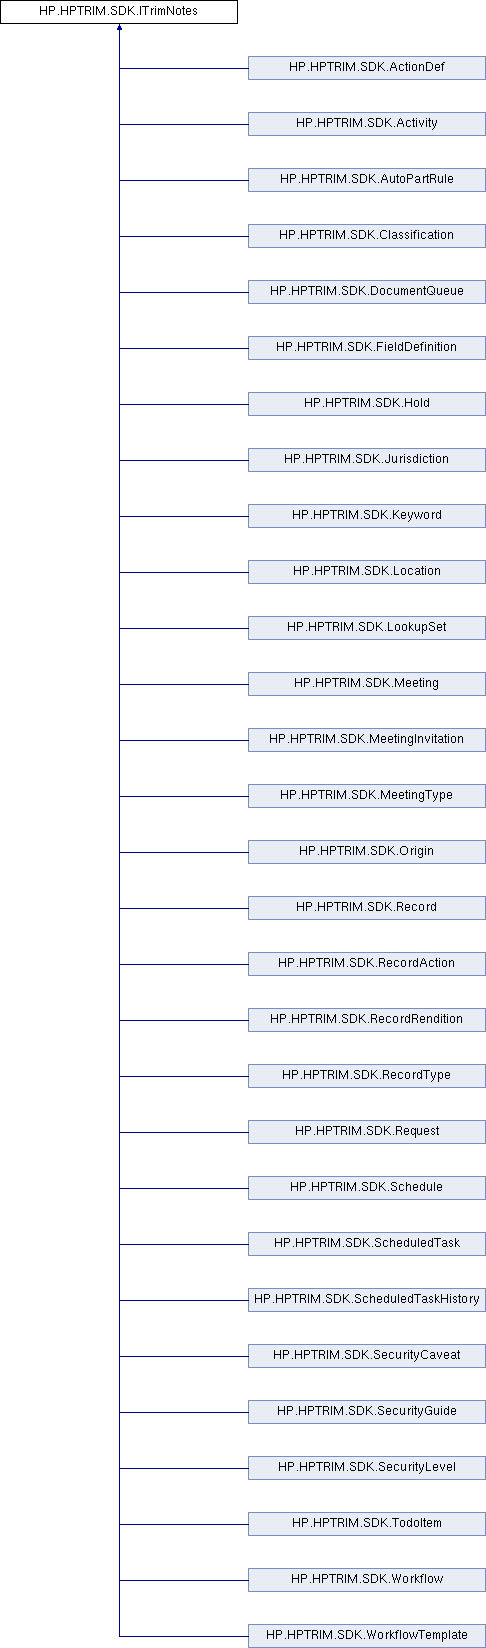 HP.HPTRIM.SDK.ITrimNotes
HP.HPTRIM.SDK.ActionDef
HP.HPTRIM.SDK.Activity
HP.HPTRIM.SDK.AutoPartRule
HP.HPTRIM.SDK.Classification
HP.HPTRIM.SDK.DocumentQueue
HP.HPTRIM.SDK.FieldDefinition
HP.HPTRIM.SDK.Hold
HP.HPTRIM.SDK.Jurisdiction
HP.HPTRIM.SDK.Keyword
HP.HPTRIM.SDK.Location
HP.HPTRIM.SDK.LookupSet
HP.HPTRIM.SDK.Meeting
HP.HPTRIM.SDK.MeetingInvitation
HP.HPTRIM.SDK.MeetingType
HP.HPTRIM.SDK.Origin
HP.HPTRIM.SDK.Record
HP.HPTRIM.SDK.RecordAction
HP.HPTRIM.SDK.RecordRendition
HP.HPTRIM.SDK.RecordType
HP.HPTRIM.SDK.Request
HP.HPTRIM.SDK.Schedule
HP.HPTRIM.SDK.ScheduledTask
HP.HPTRIM.SDK.ScheduledTaskHistory
HP.HPTRIM.SDK.SecurityCaveat
HP.HPTRIM.SDK.SecurityGuide
HP.HPTRIM.SDK.SecurityLevel
HP.HPTRIM.SDK.TodoItem
HP.HPTRIM.SDK.Workflow
HP.HPTRIM.SDK.WorkflowTemplate